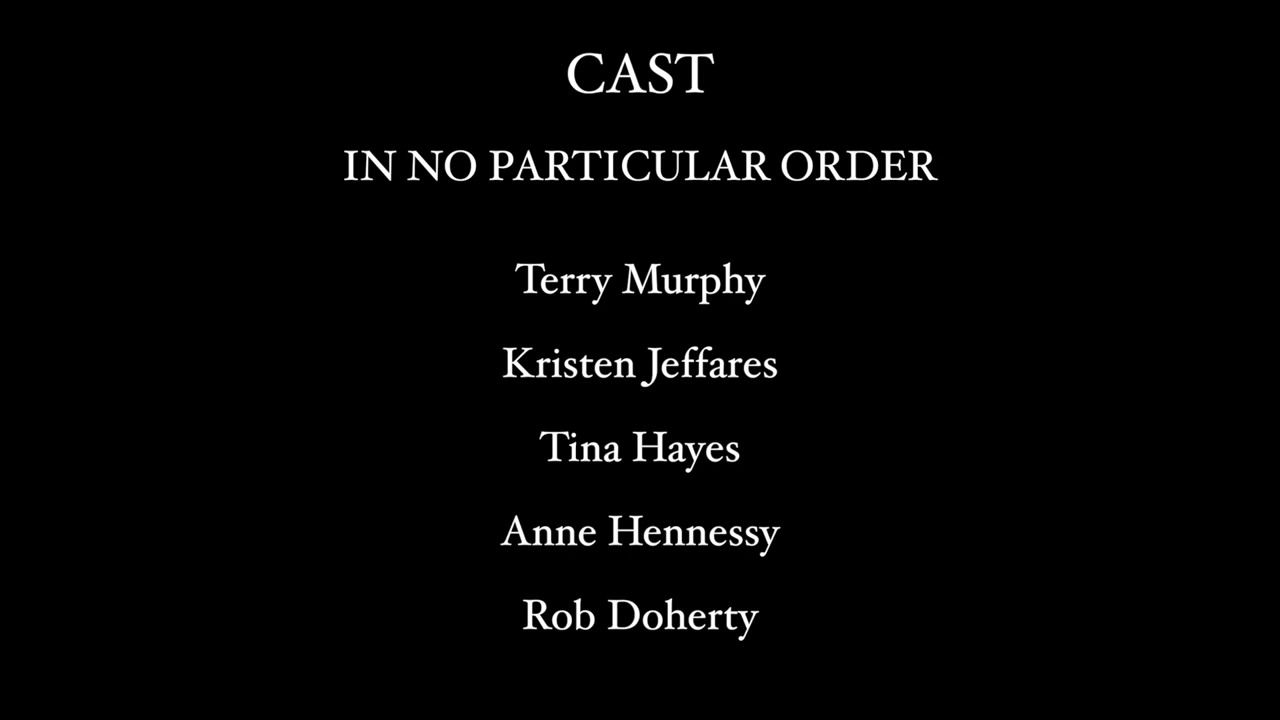 CAST
IN NO PARTICULAR ORDER
Terry Murphy
Kristen Jeffares
Tina Hayes
Anne Hennessy
Rob Doherty